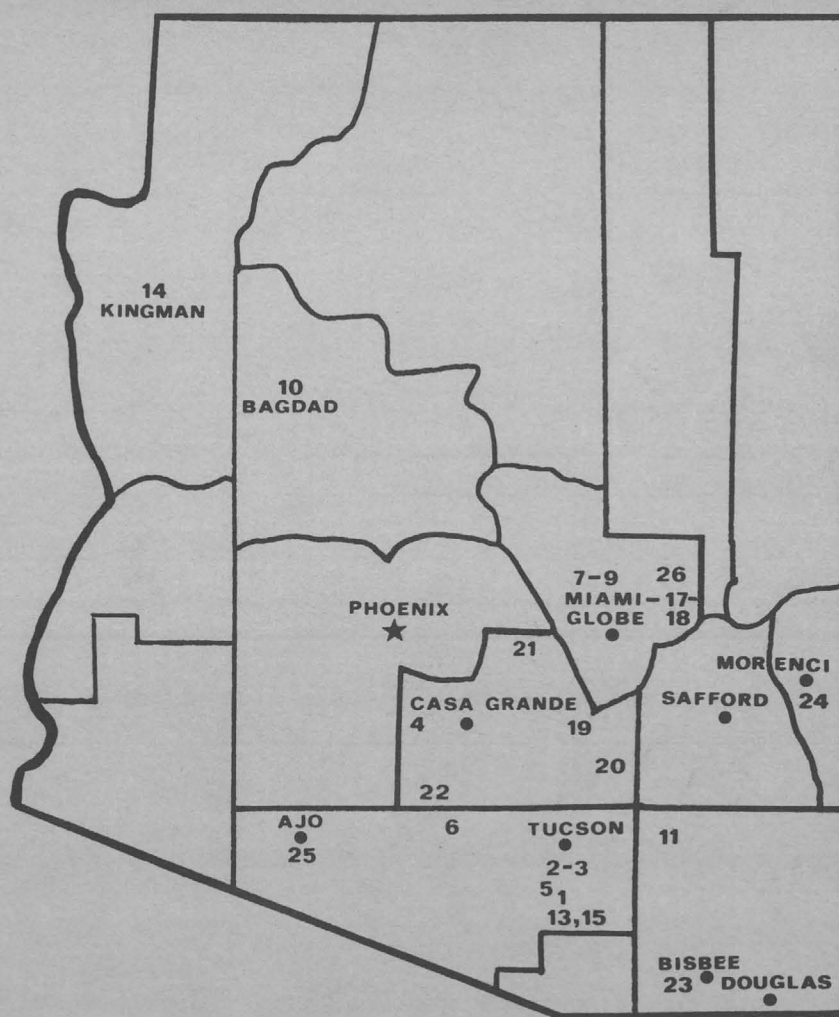 14
KINGMAN
10
BAGDAD
7-9 26
PHOENIX MIAMI-17-
GLOBE 18
21
MORENCI
CASA GRANDE SAFFORD 24
4 19
20
22
AJO 6 TUCSON 11
25
2-3
5 1
13,15
BISBEE
23 DOUGLAS